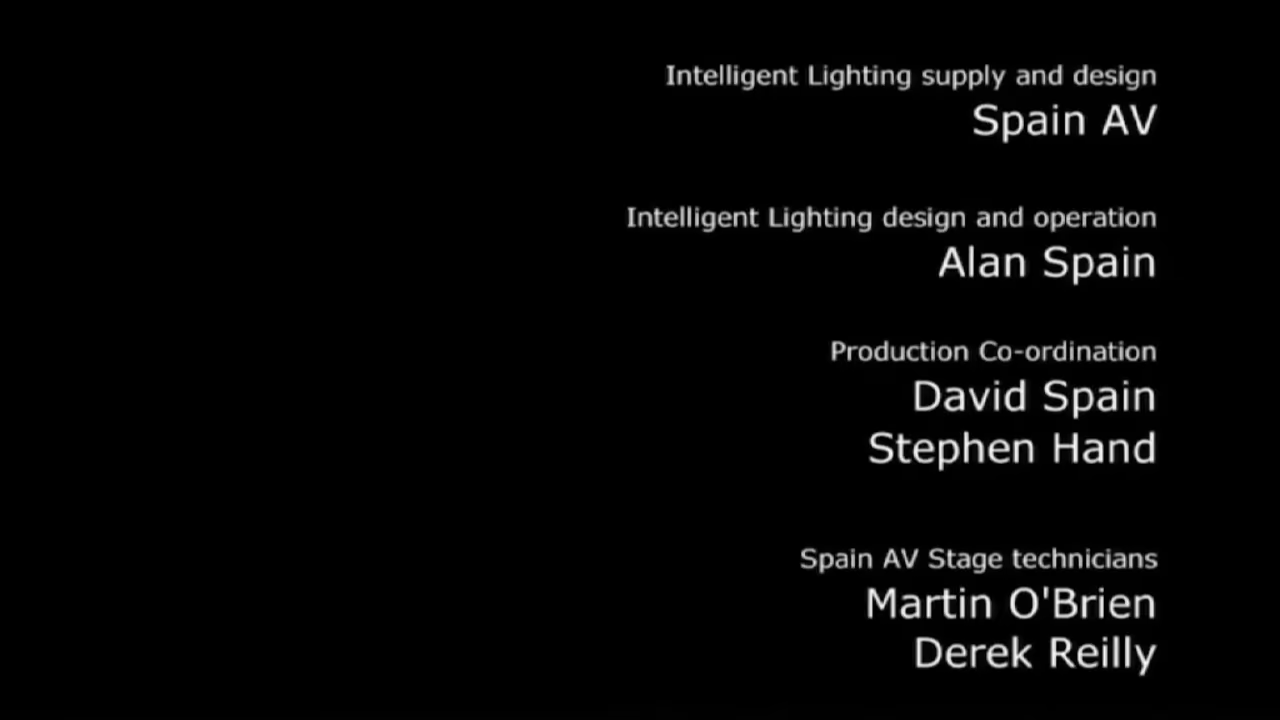 Intelligent Lighting supply and design
Spain AV
Intelligent Lighting design and operation
Alan Spain
Production Co-ordination
David Spain
Stephen Hand
Spain AV Stage technicians
Martin O'Brien
Derek Reilly